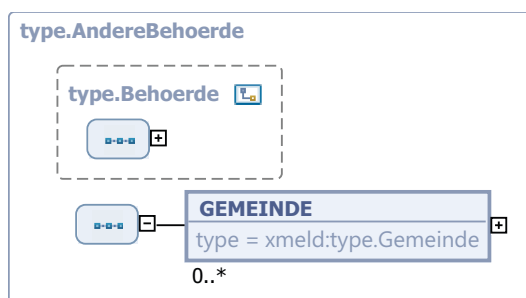 type.AndereBehoerde
type.Behoerde
GEMEINDE
type = xmeld:type.Gemeinde
0..*